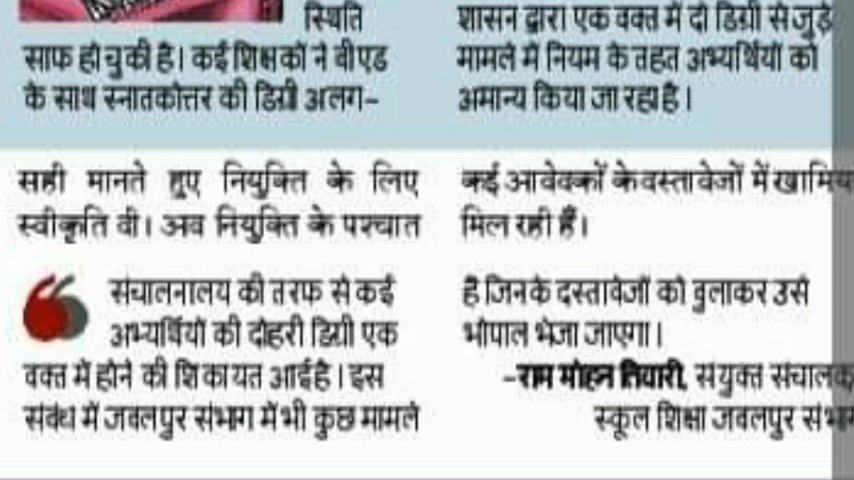 स्थिति
साफ हो चुकी है। कई शिक्षकों ने बीएड
के साथ स्नातकोत्तर की डिग्री अलग-
शासन द्वारा एक वक्त में दो डिग्री से जुड़े
मामले में नियम के तहत अभ्यर्थियों को
अमान्य किया जा रहा है।
सही मानते हुए नियुक्ति के लिए
स्वीकृति दी। अब नियुक्ति के पश्चात
कई आवेदकों के दस्तावेजों में खामिया
मिल रही हैं।
संचालनालय की तरफ से कई
अभ्यर्थियों की दोहरी डिग्री एक
वक्त में होने की शिकायत आई है। इस
संबंध में जबलपुर संभाग में भी कुछ मामले
है जिनके दस्तावेजों को बुलाकर उसे
भोपाल भेजा जाएगा।
-राम मोहन तिवारी, संयुक्त संचालक
स्कूल शिक्षा जबलपुर संभाग